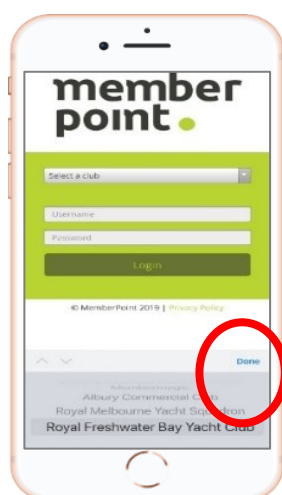 member
point
Select a club
Username
Password
Login
© MemberPoint 2019 | Privacy Policy
Done
Albury Commercial Club
Royal Melbourne Yacht Squadron
Royal Freshwater Bay Yacht Club